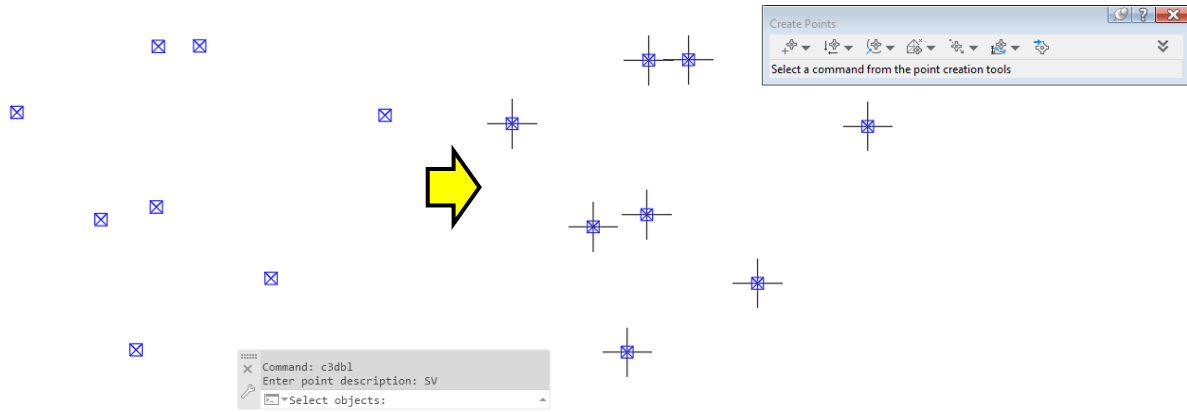 Create Points
Select a command from the point creation tools
Command: c3dbl
Enter point description: SV
Select objects: